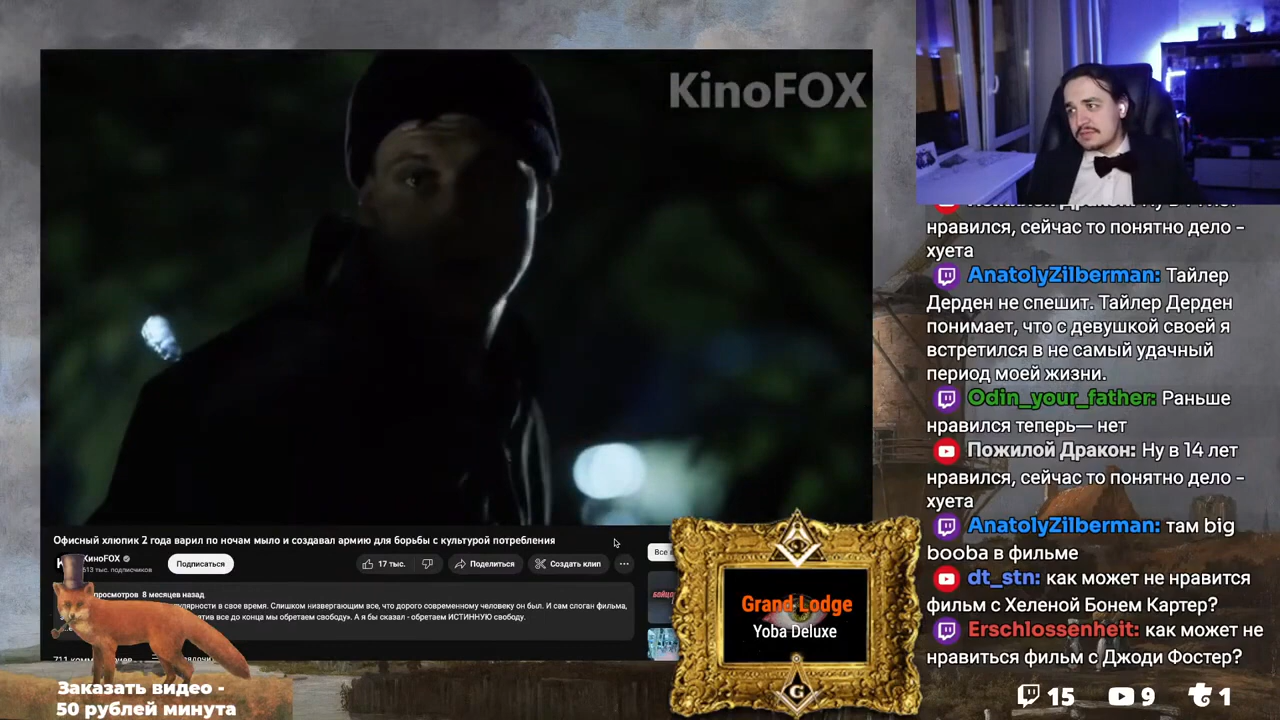 KinoFOX
Офисный хлюпик 2 года варил по ночам мыло и создавал армию для борьбы с культурой потребления
КиноFOX
613 тыс. подписчиков
Подписаться
17 тыс.
Поделиться
Создать клип
просмотров 8 месяцев назад
в свое время. Слишком низвергающим все, что дорого современному человеку он был. И сам слоган фильма,
все до конца мы обретаем свободу». А я бы сказал - обретаем ИСТИННУЮ свободу.
Все
Заказать видео -
50 рублей минута
Grand Lodge
Yoba Deluxe
G
нравился, сейчас то понятно дело -
хуета
AnatolyZilberman: Тайлер
Дерден не спешит. Тайлер Дерден
понимает, что с девушкой своей я
встретился в не самый удачный
период моей жизни.
Odin_your_father: Раньше
нравился теперь— нет
Пожилой Дракон: Ну в 14 лет
нравился, сейчас то понятно дело -
хуета
AnatolyZilberman: там big
booba в фильме
dt_stn: как может не нравится
фильм с Хеленой Бонем Картер?
Erschlossenheit: как может не
нравиться фильм с Джоди Фостер?
15 9 1